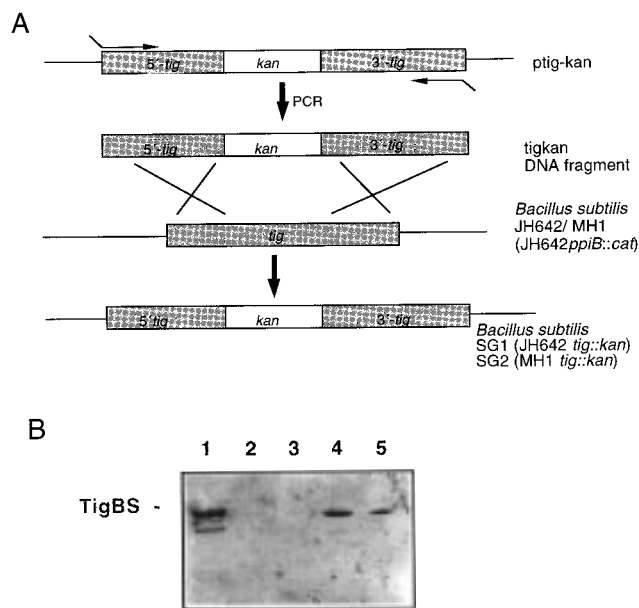 A
5´-tig kan 3´-tig
ptig-kan
PCR
5´-tig kan 3´-tig
tigkan
DNA fragment
tig
Bacillus subtilis
JH642/ MH1
(JH642ppiB::cat)
5´tig kan 3´-tig
Bacillus subtilis
SG1 (JH642 tig::kan)
SG2 (MH1 tig::kan)
B
1 2 3 4 5
TigBS -